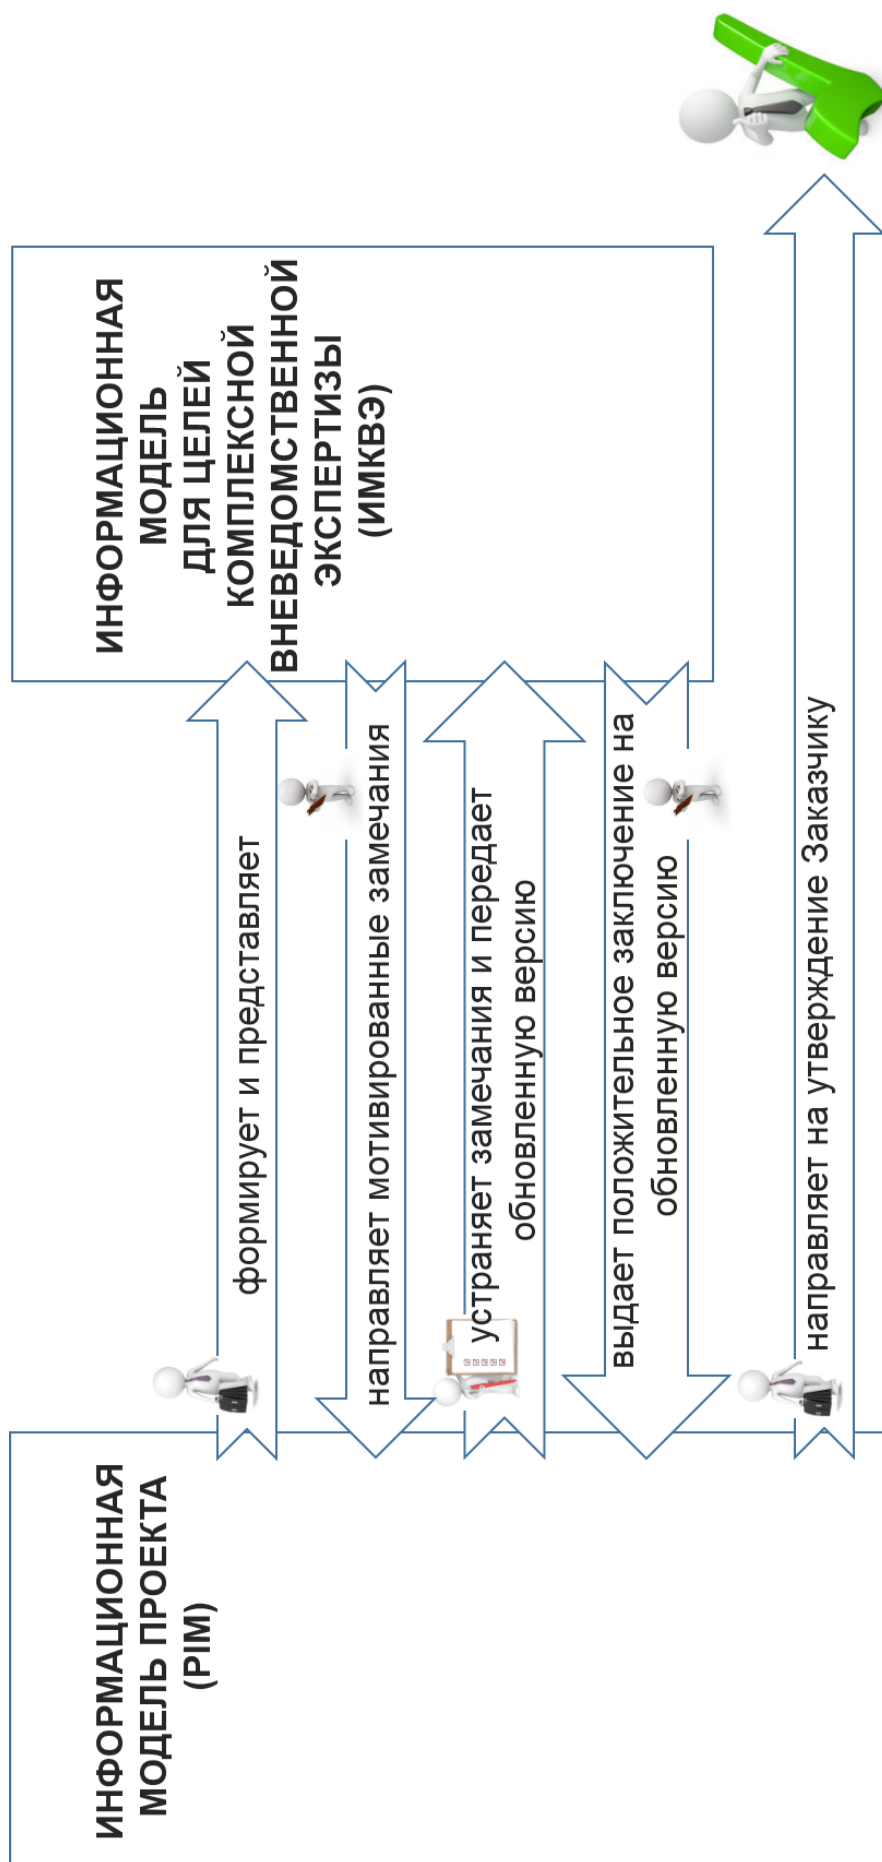 ИНФОРМАЦИОННАЯ
МОДЕЛЬ ПРОЕКТА
(PIM)
ИНФОРМАЦИОННАЯ
МОДЕЛЬ
ДЛЯ ЦЕЛЕЙ
КОМПЛЕКСНОЙ
ВНЕВЕДОМСТВЕННОЙ
ЭКСПЕРТИЗЫ
(ИМКВЭ)
формирует и представляет
направляет мотивированные замечания
устраняет замечания и передает
обновленную версию
выдает положительное заключение на
обновленную версию
направляет на утверждение Заказчику